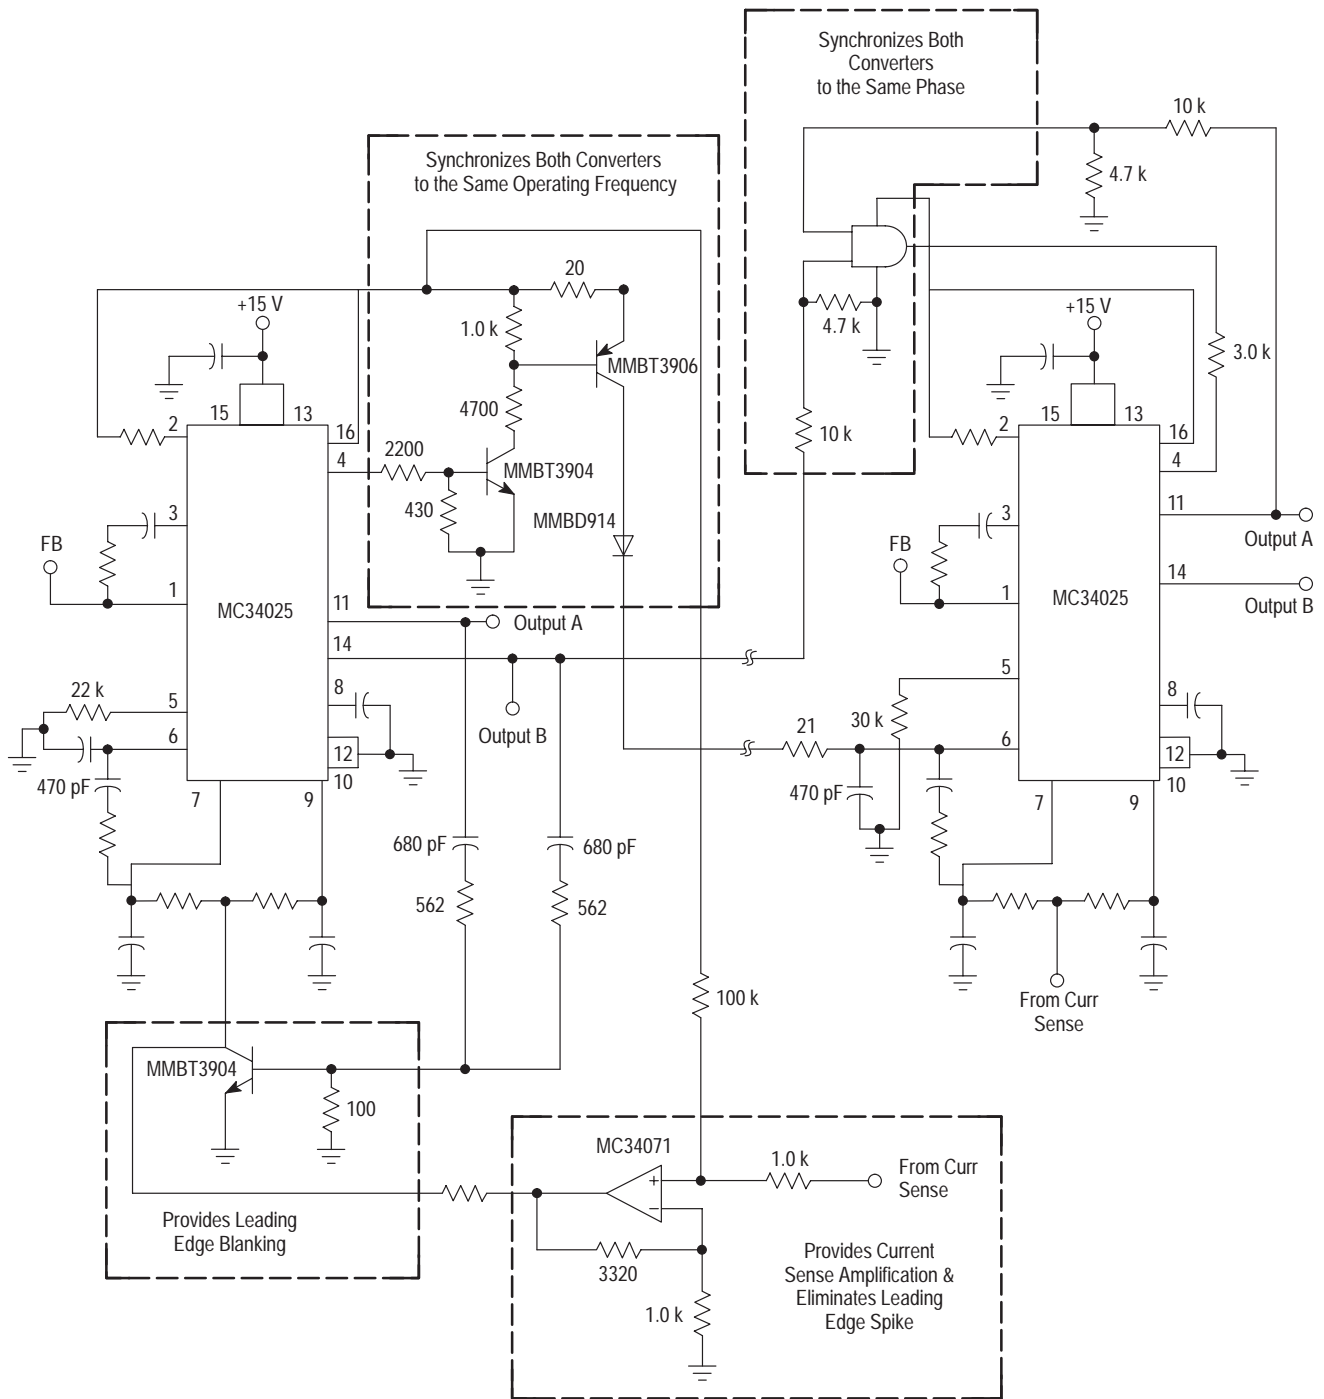 Synchronizes Both
Converters
to the Same Phase
10 k
4.7 k
Synchronizes Both Converters
to the Same Operating Frequency
20
+15 V
1.0 k
MMBT3906
4.7 k
+15 V
3.0 k
15
13
2
16
4
4700
2200
MMBT3904
430
MMBD914
10 k
15
13
2
16
4
3
FB
1
MC34025
11
Output A
14
Output B
3
FB
1
MC34025
11
Output A
14
Output B
22 k
5
6
8
12
10
470 pF
7
9
5
30 k
21
6
8
12
10
470 pF
7
9
680 pF
680 pF
562
562
100 k
From Curr
Sense
MMBT3904
100
Provides Leading
Edge Blanking
MC34071
+
–
1.0 k
From Curr
Sense
3320
1.0 k
Provides Current
Sense Amplification &
Eliminates Leading
Edge Spike